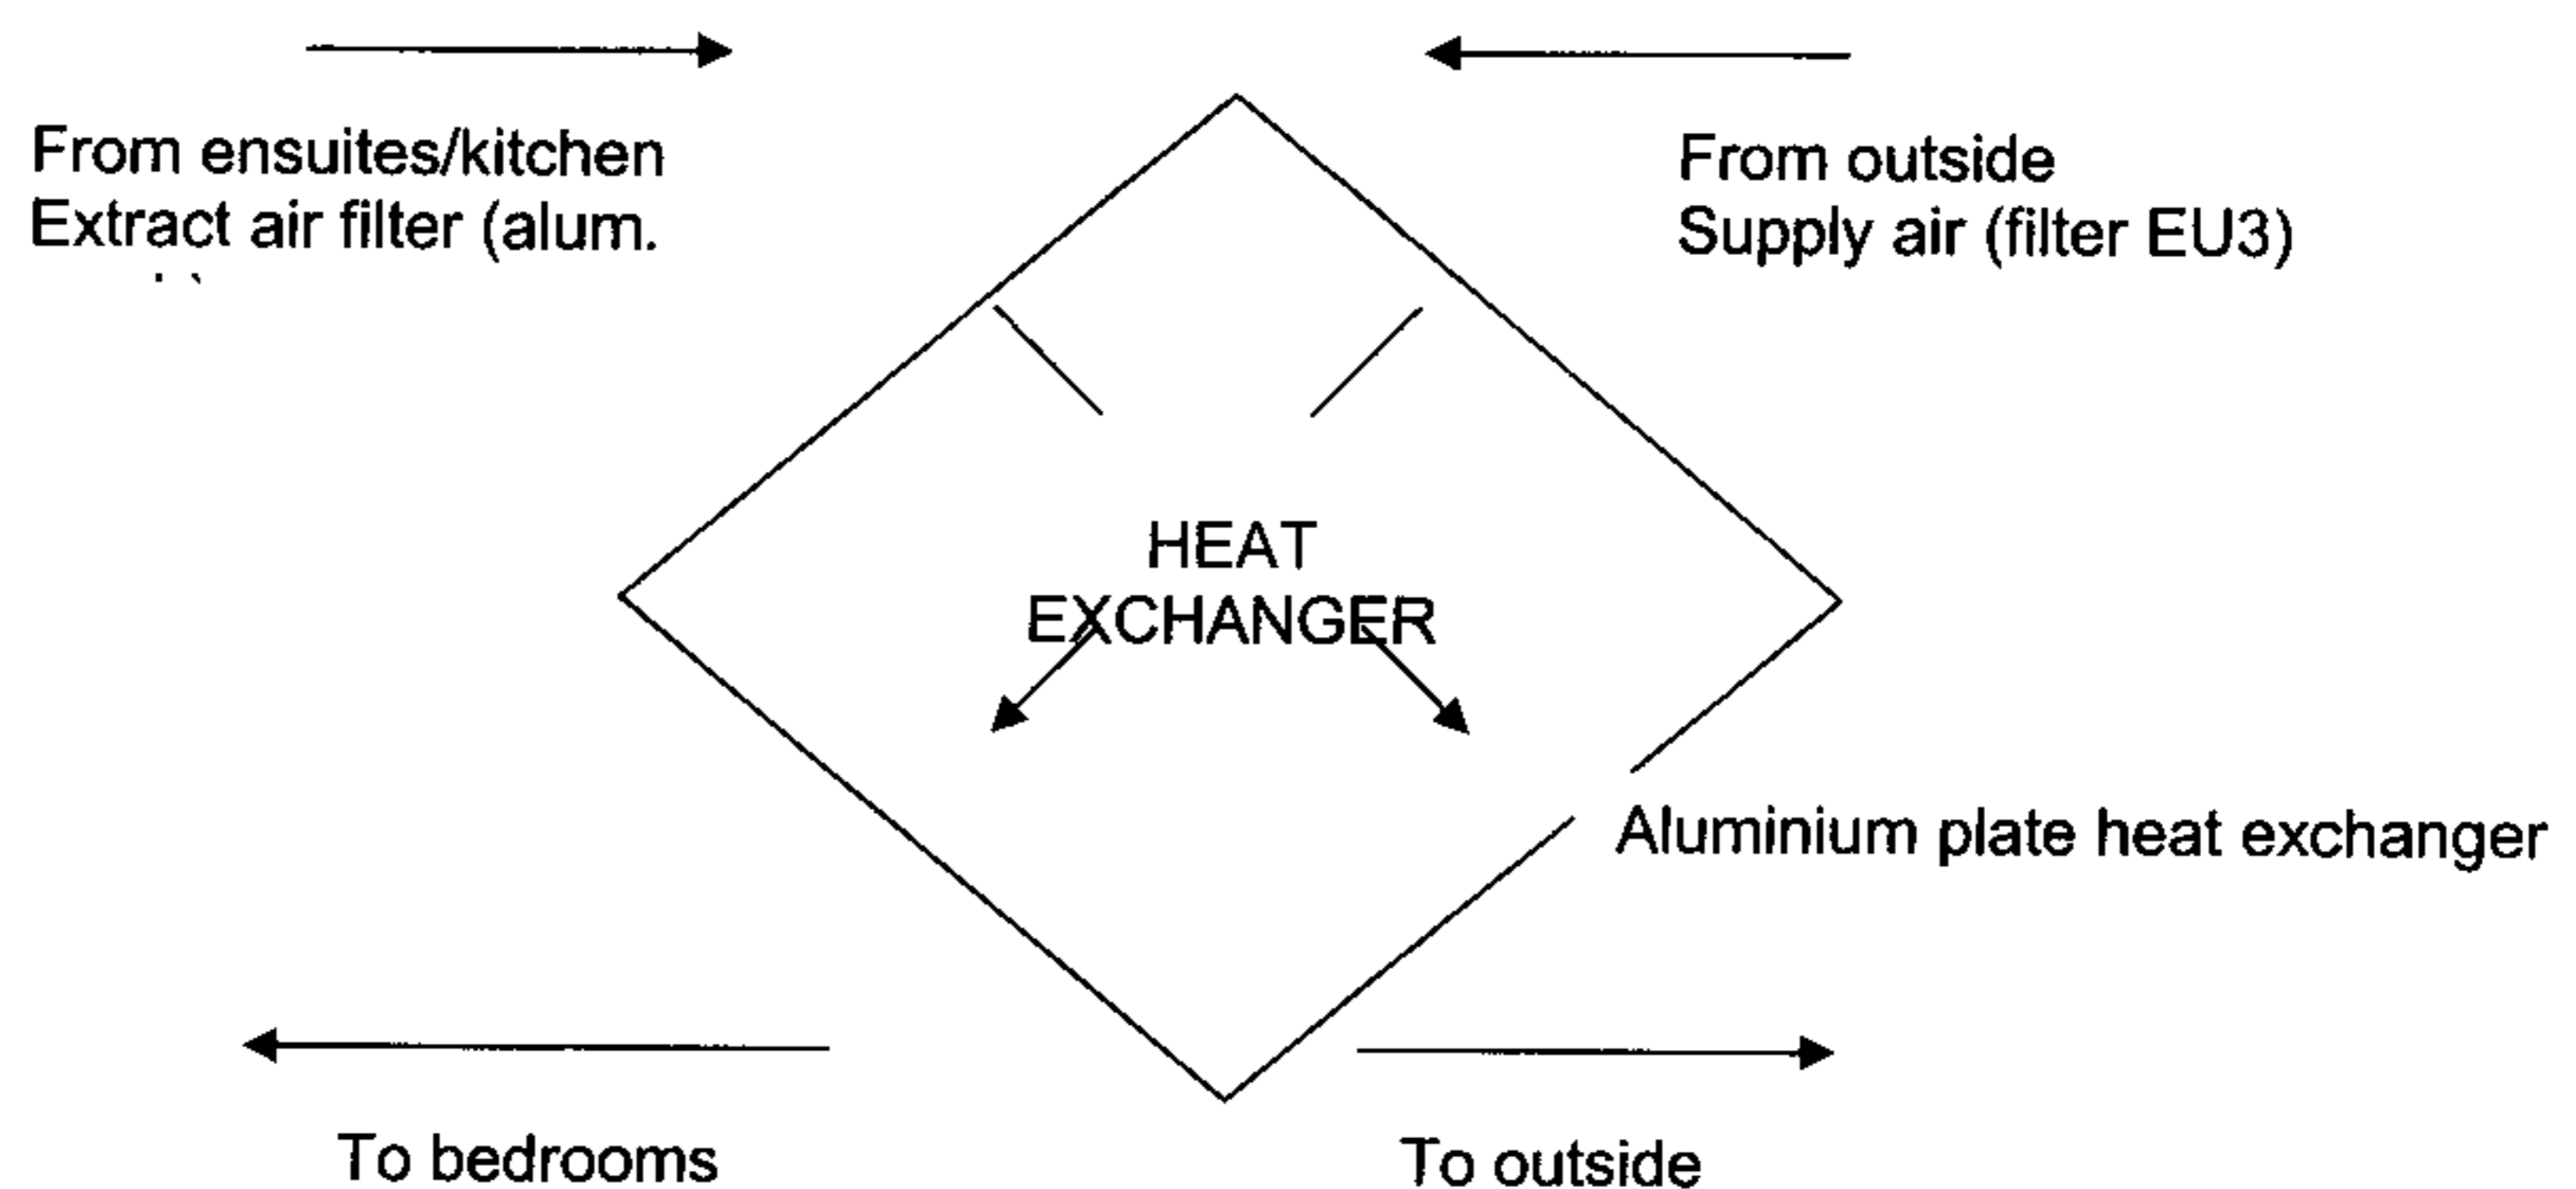 From ensuites/kitchen
Extract air filter (alum.
From outside
Supply air (filter EU3)
HEAT
EXCHANGER
Aluminium plate heat exchanger
To bedrooms
To outside